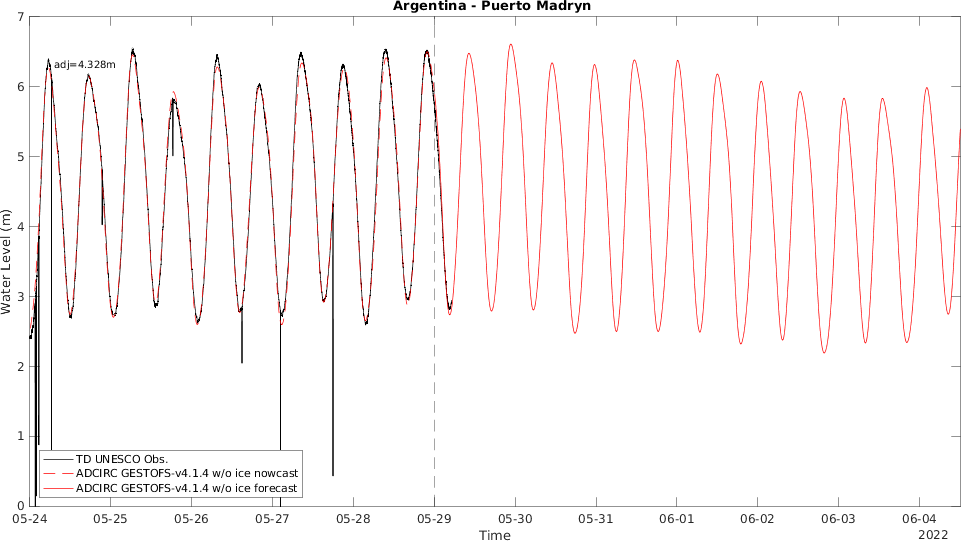 Argentina - Puerto Madryn
7
6
5
4
3
2
1
0
Water Level (m)
adj=4.328m
TD UNESCO Obs.
ADCIRC GESTOFS-v4.1.4 w/o ice nowcast
ADCIRC GESTOFS-v4.1.4 w/o ice forecast
05-24 05-25 05-26 05-27 05-28 05-29 05-30 05-31 06-01 06-02 06-03 06-04
2022
Time